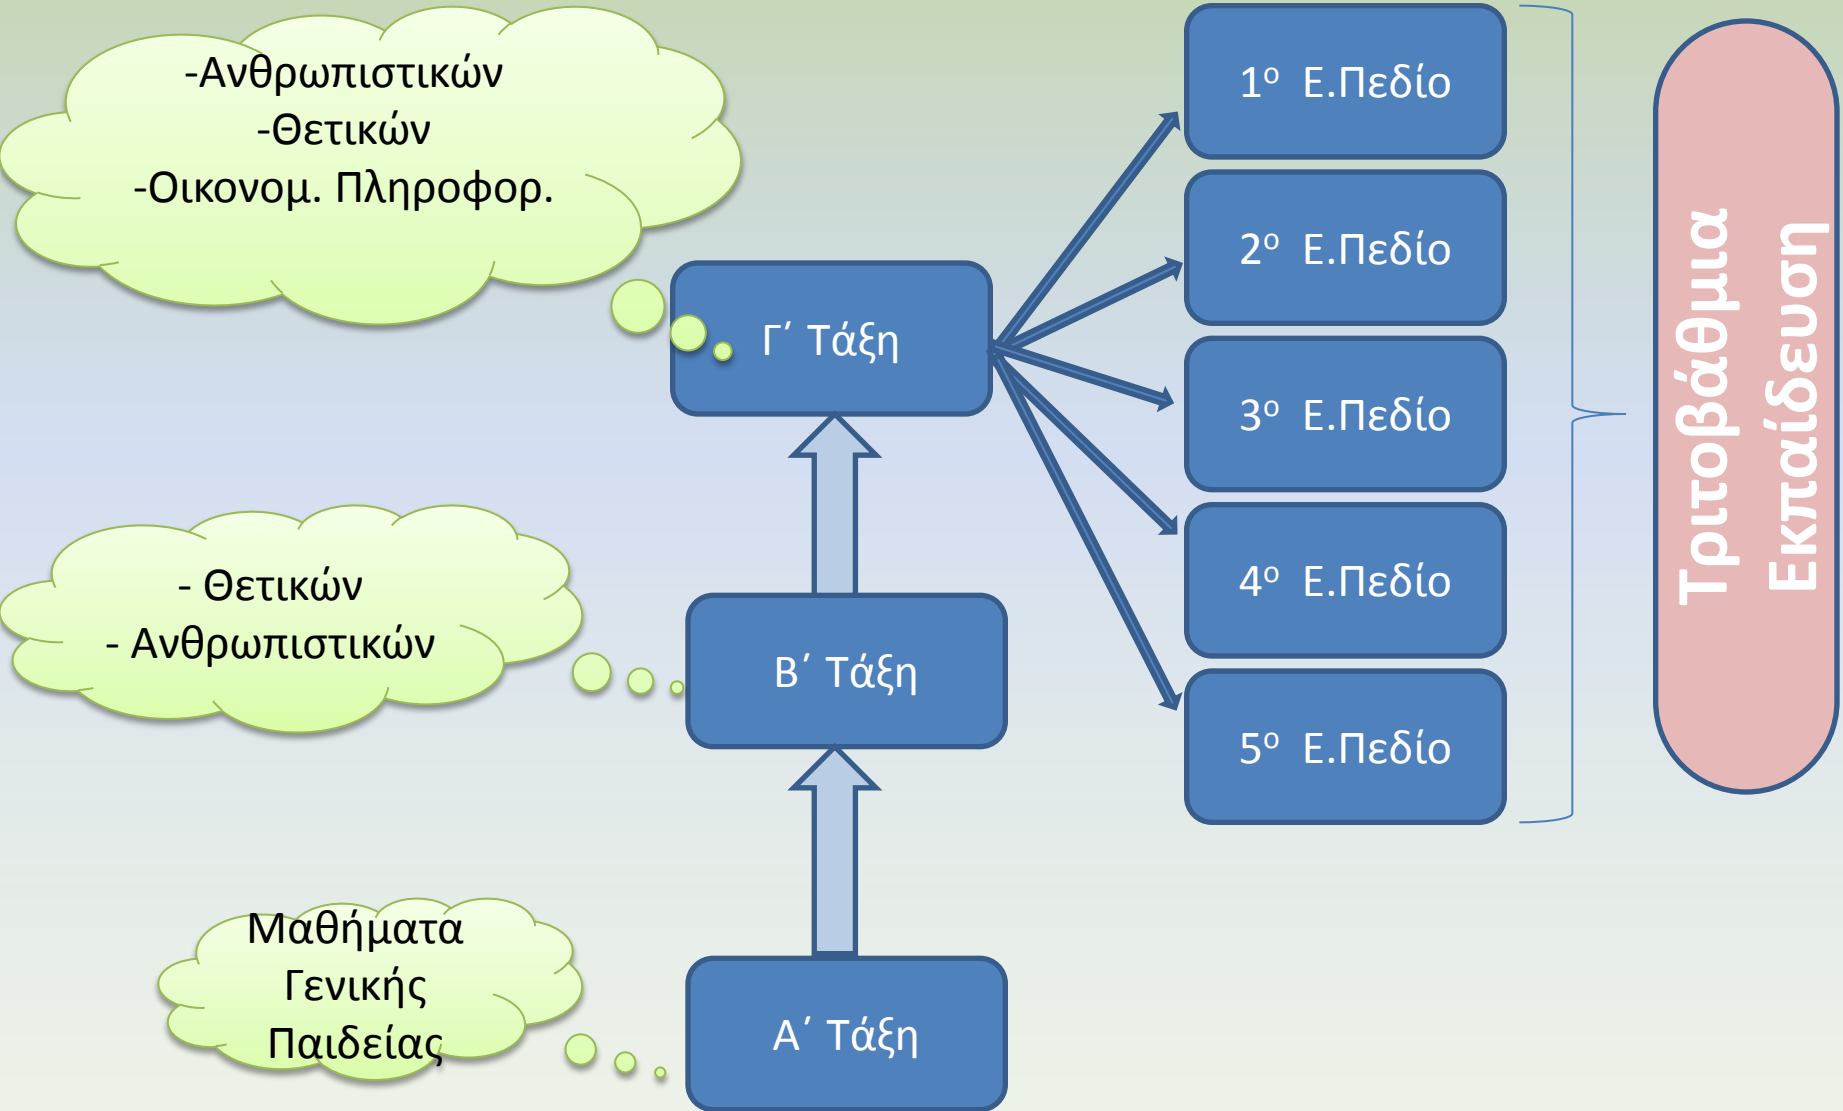 -Ανθρωπιστικών
-Θετικών
-Οικονομ. Πληροφορ.
Γ΄ Τάξη
- Θετικών
- Ανθρωπιστικών
Β΄ Τάξη
Μαθήματα
Γενικής
Παιδείας
Α΄ Τάξη
1ο Ε.Πεδίο
2ο Ε.Πεδίο
3ο Ε.Πεδίο
4ο Ε.Πεδίο
5ο Ε.Πεδίο
Τριτοβάθμια
Εκπαίδευση